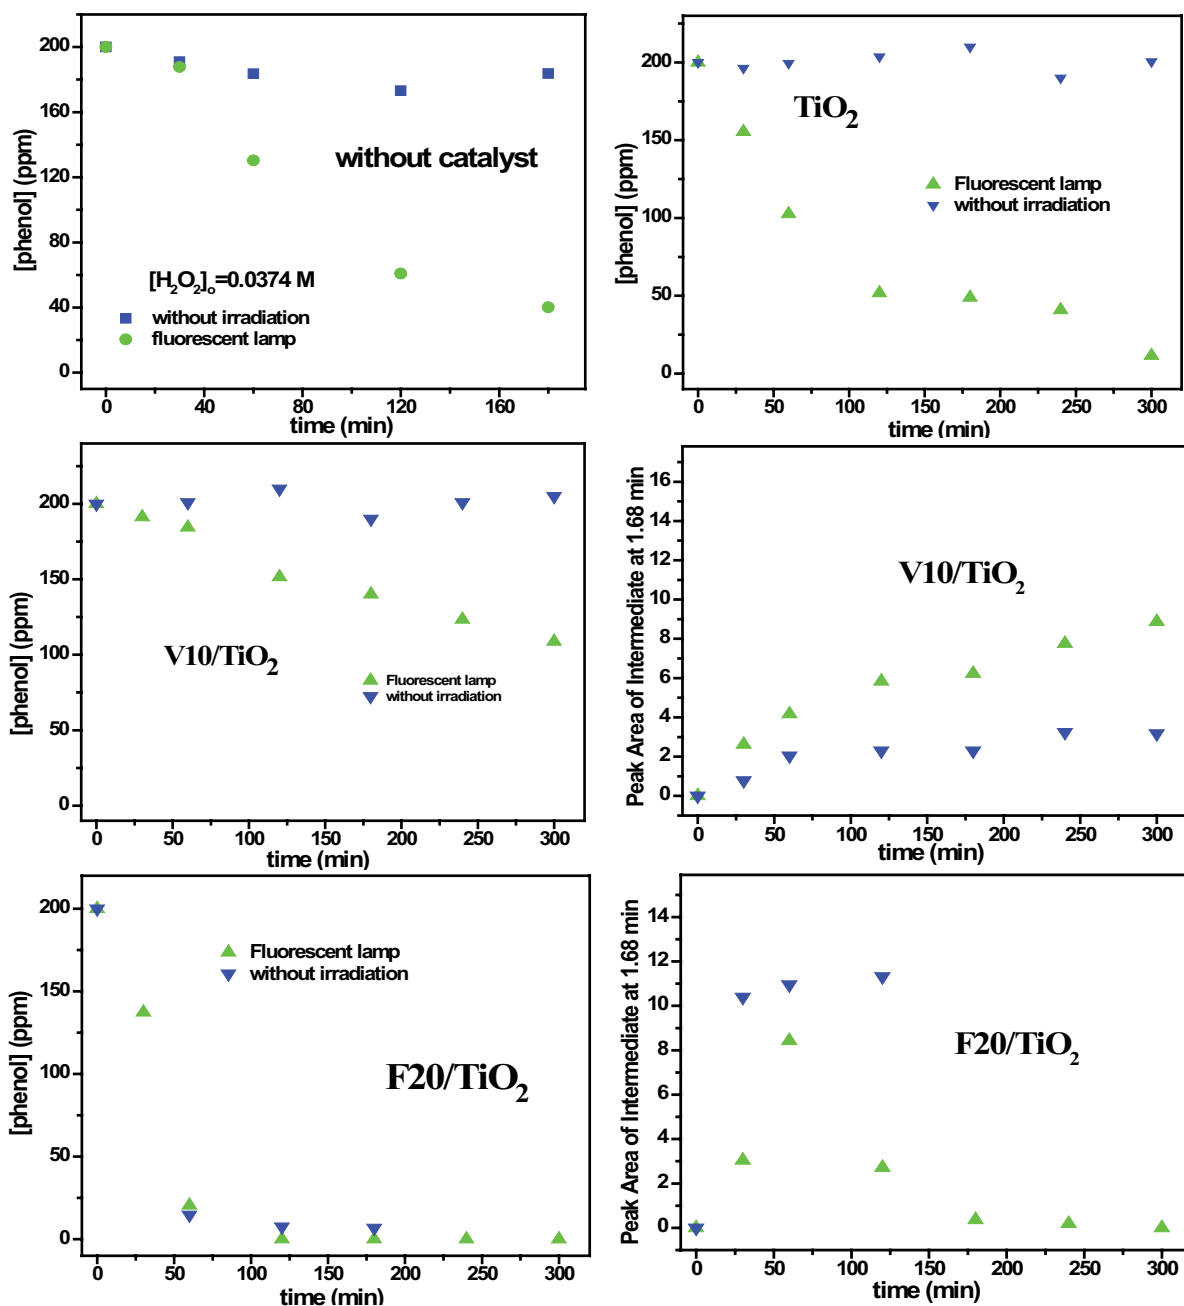 200
160
120
80
40
0
[phenol] (ppm)
without catalyst
[H₂O₂]ₒ=0.0374 M
without irradiation
fluorescent lamp
0 40 80 120 160
time (min)
200
150
100
50
0
[phenol] (ppm)
TiO₂
Fluorescent lamp
without irradiation
0 50 100 150 200 250 300
time (min)
200
150
100
50
0
[phenol] (ppm)
V10/TiO₂
Fluorescent lamp
without irradiation
0 50 100 150 200 250 300
time (min)
16
14
12
10
8
6
4
2
0
Peak Area of Intermediate at 1.68 min
V10/TiO₂
0 50 100 150 200 250 300
time (min)
200
150
100
50
0
[phenol] (ppm)
Fluorescent lamp
without irradiation
F20/TiO₂
0 50 100 150 200 250 300
time (min)
14
12
10
8
6
4
2
0
Peak Area of Intermediate at 1.68 min
F20/TiO₂
0 50 100 150 200 250 300
time (min)